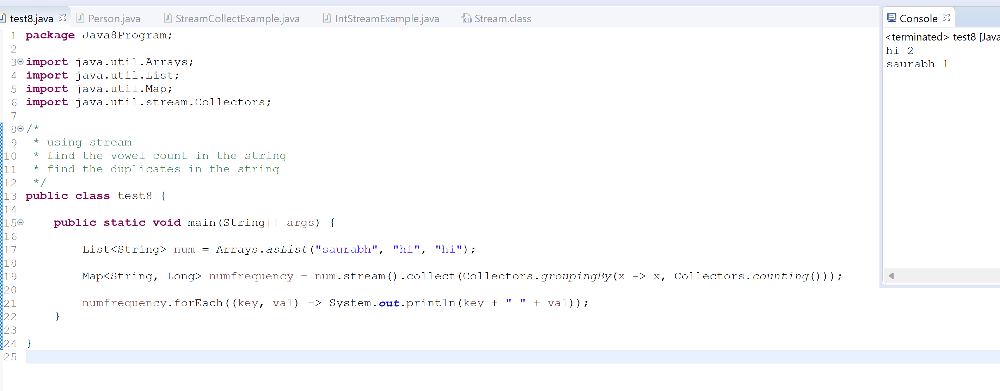 test8.java Person.java StreamCollectExample.java IntStreamExample.java Stream.class
1 package Java8Program;
2
3 import java.util.Arrays;
4 import java.util.List;
5 import java.util.Map;
6 import java.util.stream.Collectors;
7
8 /*
9 * using stream
10 * find the vowel count in the string
11 * find the duplicates in the string
12 */
13 public class test8 {
14
15 public static void main(String[] args) {
16
17 List<String> num = Arrays.asList("saurabh", "hi", "hi");
18
19 Map<String, Long> numfrequency = num.stream().collect(Collectors.groupingBy(x -> x, Collectors.counting()));
20
21 numfrequency.forEach((key, val) -> System.out.println(key + " " + val));
22 }
23
24 }
25
Console
<terminated> test8 [Java
hi 2
saurabh 1